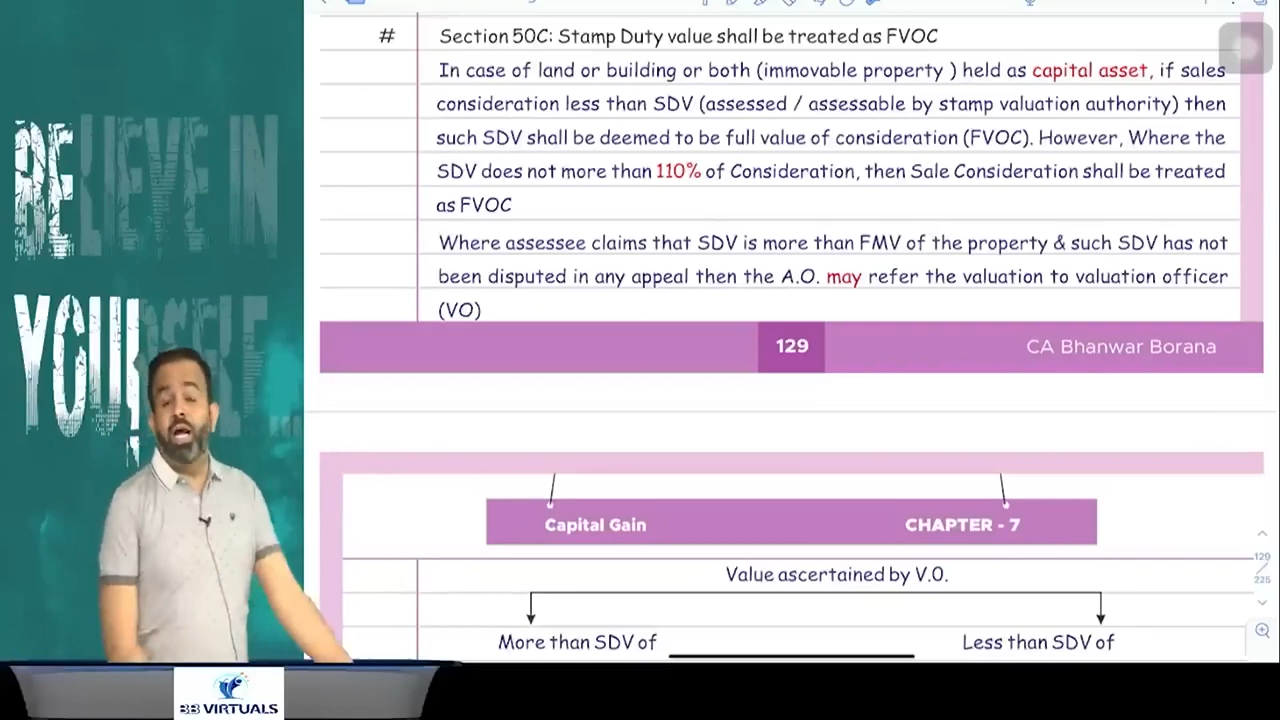 BELIEVE IN
YOURSELF...
# Section 50C: Stamp Duty value shall be treated as FVOC
In case of land or building or both (immovable property ) held as capital asset, if sales
consideration less than SDV (assessed / assessable by stamp valuation authority) then
such SDV shall be deemed to be full value of consideration (FVOC). However, Where the
SDV does not more than 110% of Consideration, then Sale Consideration shall be treated
as FVOC
Where assessee claims that SDV is more than FMV of the property & such SDV has not
been disputed in any appeal then the A.O. may refer the valuation to valuation officer
(VO)
129 CA Bhanwar Borana
Capital Gain CHAPTER - 7
129
/
225
Value ascertained by V.O.
More than SDV of Less than SDV of
BB VIRTUALS